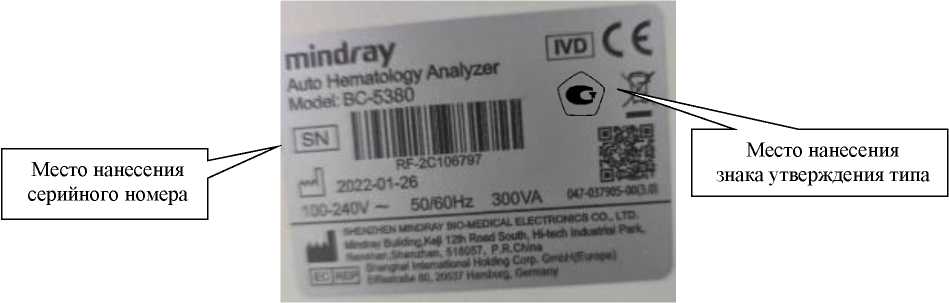 mindray
IVD CE
Auto Hematology Analyzer
Model: BC-5380
SN
RF-2C106797
2022-01-26
100-240V ~ 50/60Hz 300VA
047-037905-00(3.0)
SHENZHEN MINDRAY BIO-MEDICAL ELECTRONICS CO., LTD.
Mindray Building,Keji 12th Road South, Hi-tech Industrial Park,
Nanshan,Shenzhen, 518057, P.R.China
EC REP
Shanghai International Holding Corp. GmbH(Europe)
Eiffestraße 80, 20537 Hamburg, Germany
Место нанесения
серийного номера
Место нанесения
знака утверждения типа